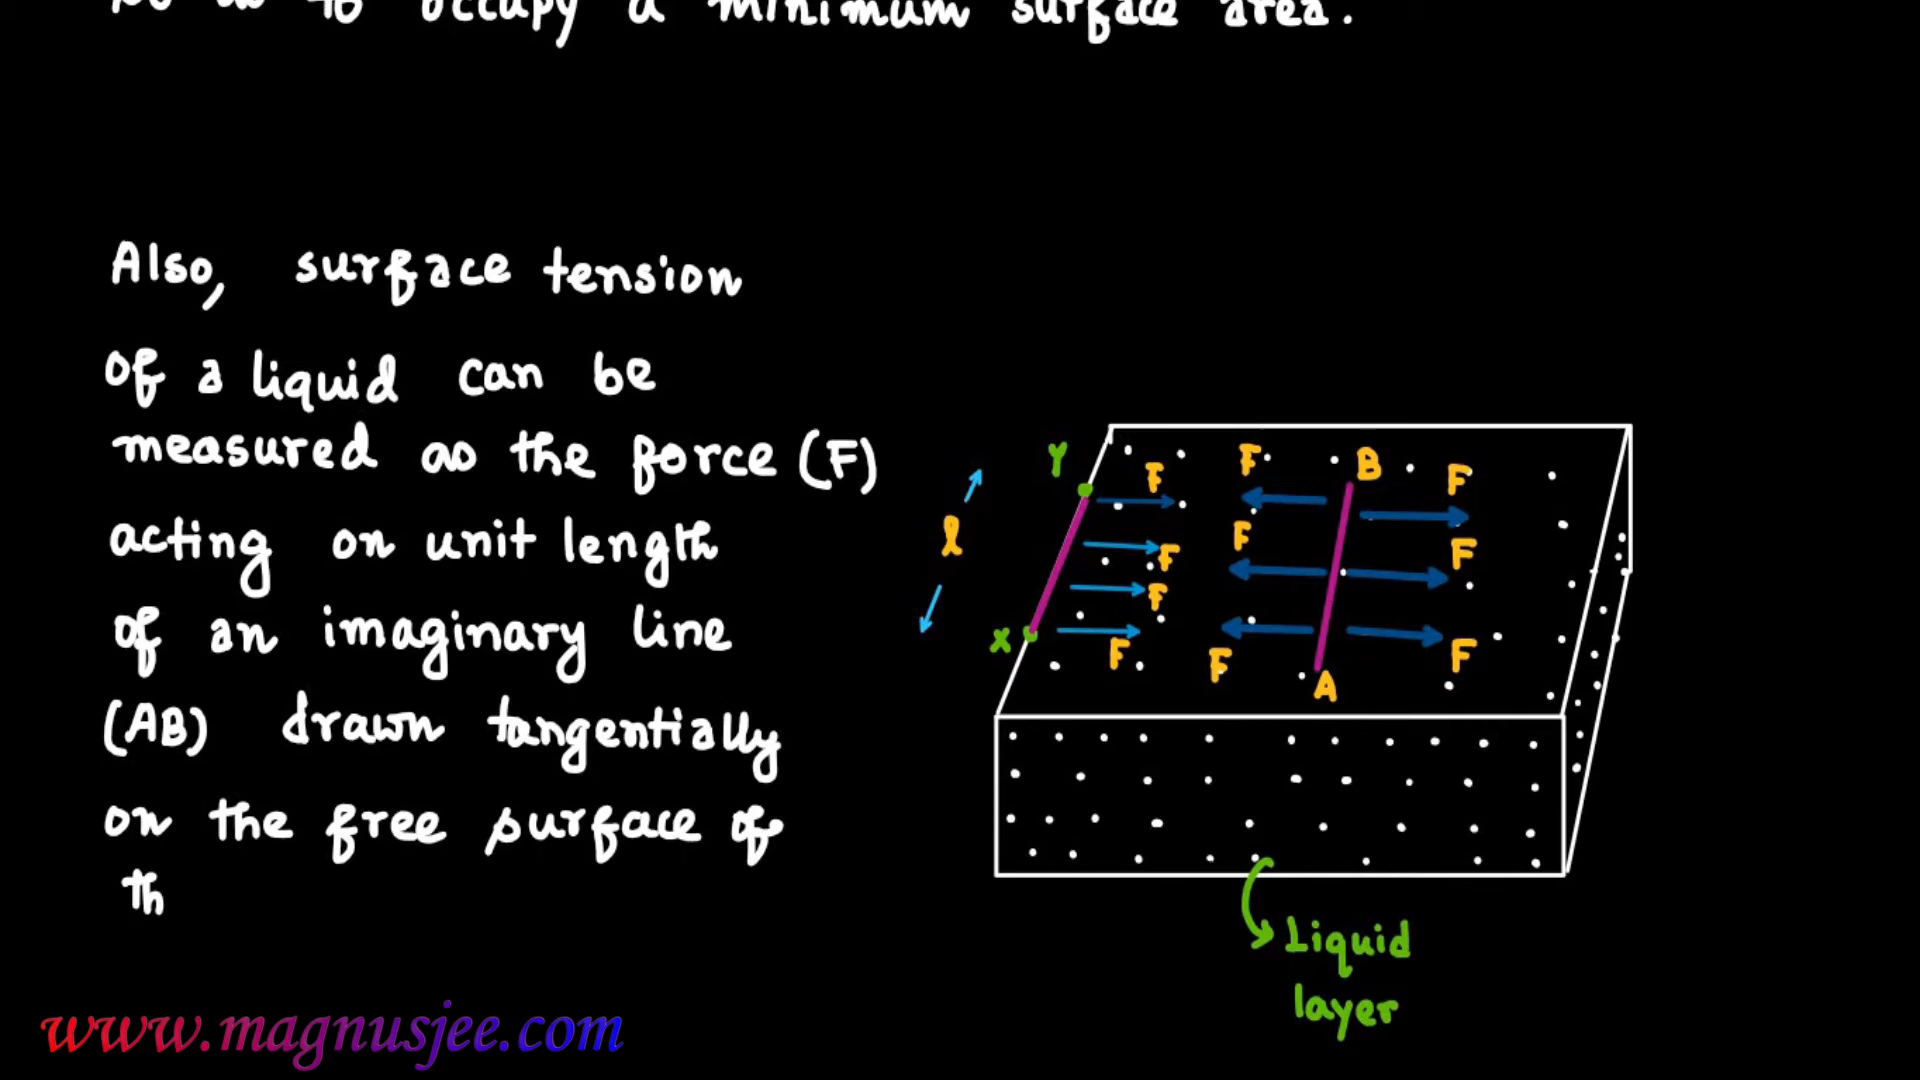 so as to occupy a minimum surface area.
Also, surface tension
of a liquid can be
measured as the force (F)
acting on unit length
of an imaginary line
(AB) drawn tangentially
on the free surface of
th
Y
F
F
B
F
l
F
F
F
F
X
F
F
F
A
Liquid
layer
www.magnusjee.com